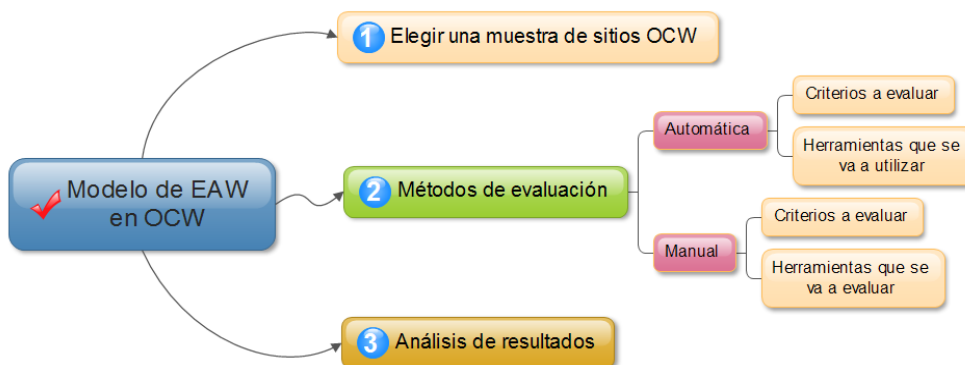 Modelo de EAW
en OCW
1 Elegir una muestra de sitios OCW
2 Métodos de evaluación
Automática
Criterios a evaluar
Herramientas que se
va a utilizar
Manual
Criterios a evaluar
Herramientas que se
va a evaluar
3 Análisis de resultados